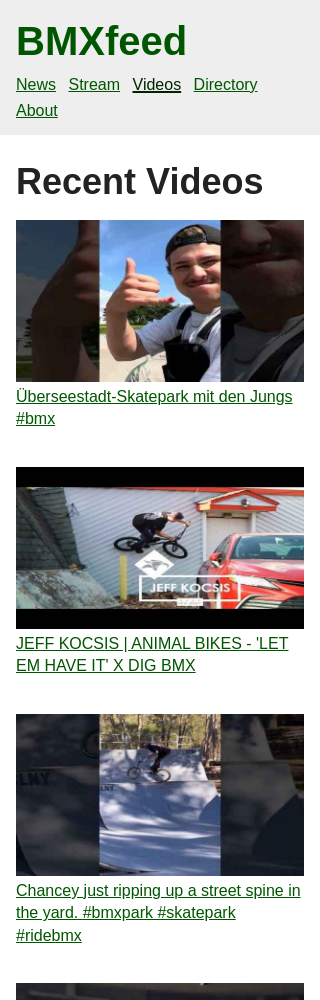 BMXfeed
News Stream Videos Directory
About
Recent Videos
Überseestadt-Skatepark mit den Jungs
#bmx
JEFF KOCSIS
JEFF KOCSIS | ANIMAL BIKES - 'LET
EM HAVE IT' X DIG BMX
Chancey just ripping up a street spine in
the yard. #bmxpark #skatepark
#ridebmx